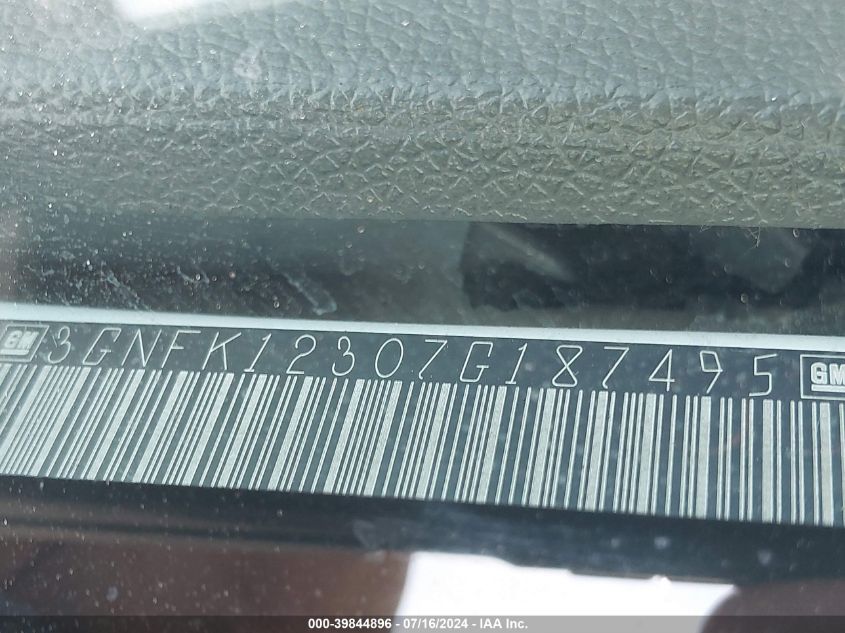 GM 3GNFK12307G187495 GM
000-39844896 - 07/16/2024 - IAA Inc.